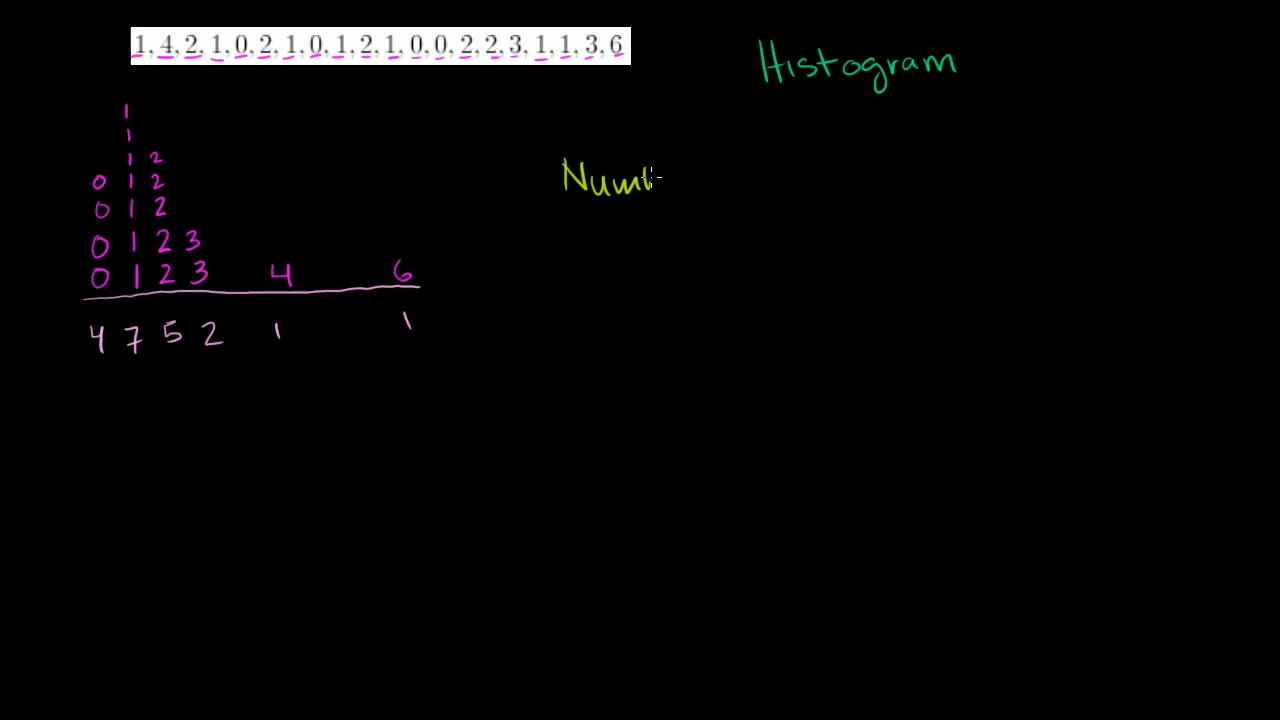 1, 4, 2, 1, 0, 2, 1, 0, 1, 2, 1, 0, 0, 2, 2, 3, 1, 1, 3, 6
Histogram
1
1
1 2
0 1 2
0 1 2
0 1 2 3
0 1 2 3 4 6
4 7 5 2 1 1